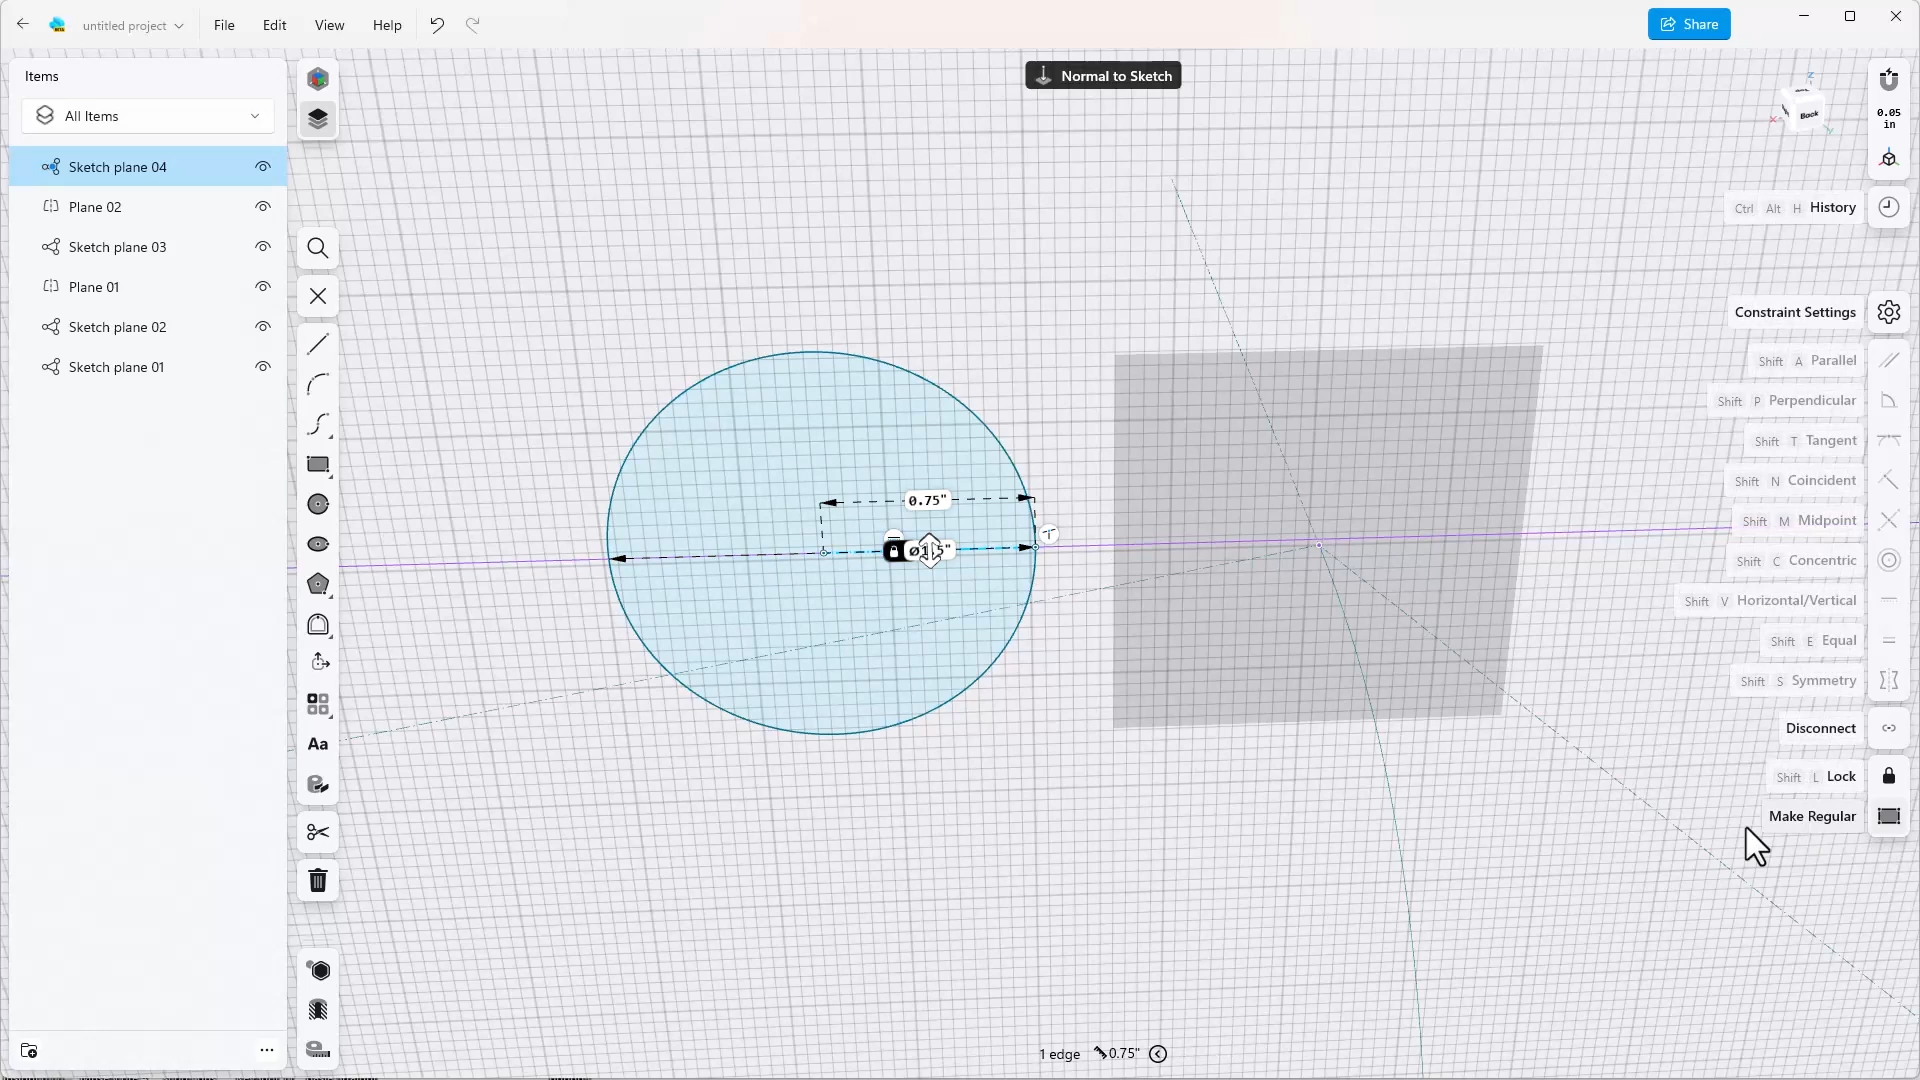 untitled project
File
Edit
View
Help
Share
Items
All Items
Sketch plane 04
Plane 02
Sketch plane 03
Plane 01
Sketch plane 02
Sketch plane 01
Aa
Normal to Sketch
0.75"
Z
X
Y
Back
0.05
in
Ctrl Alt H History
Constraint Settings
Shift A Parallel
Shift P Perpendicular
Shift T Tangent
Shift N Coincident
Shift M Midpoint
Shift C Concentric
Shift V Horizontal/Vertical
Shift E Equal
Shift S Symmetry
Disconnect
Shift L Lock
Make Regular
1 edge 0.75"